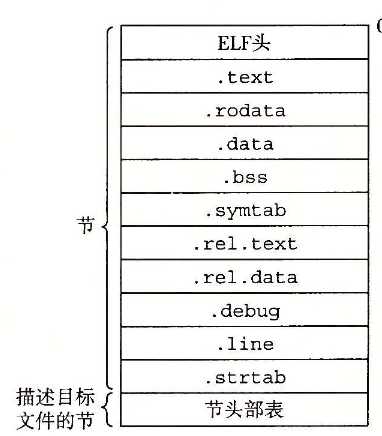 ELF头
.text
.rodata
.data
.bss
节
.symtab
.rel.text
.rel.data
.debug
.line
.strtab
描述目标
文件的节
节头部表